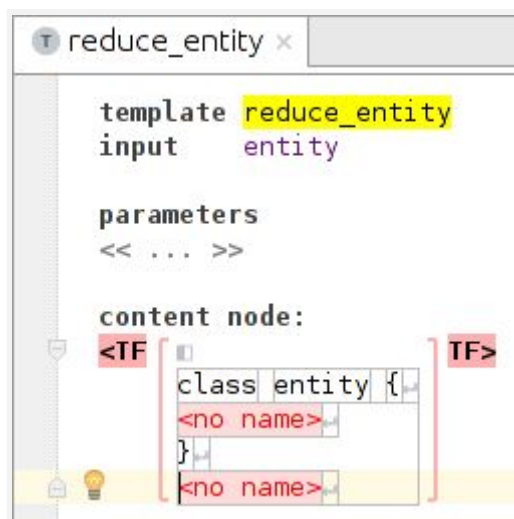 T reduce_entity ×
template reduce_entity
input entity
parameters
<< ... >>
content node:
<TF TF>
class entity {
<no name>
}
<no name>